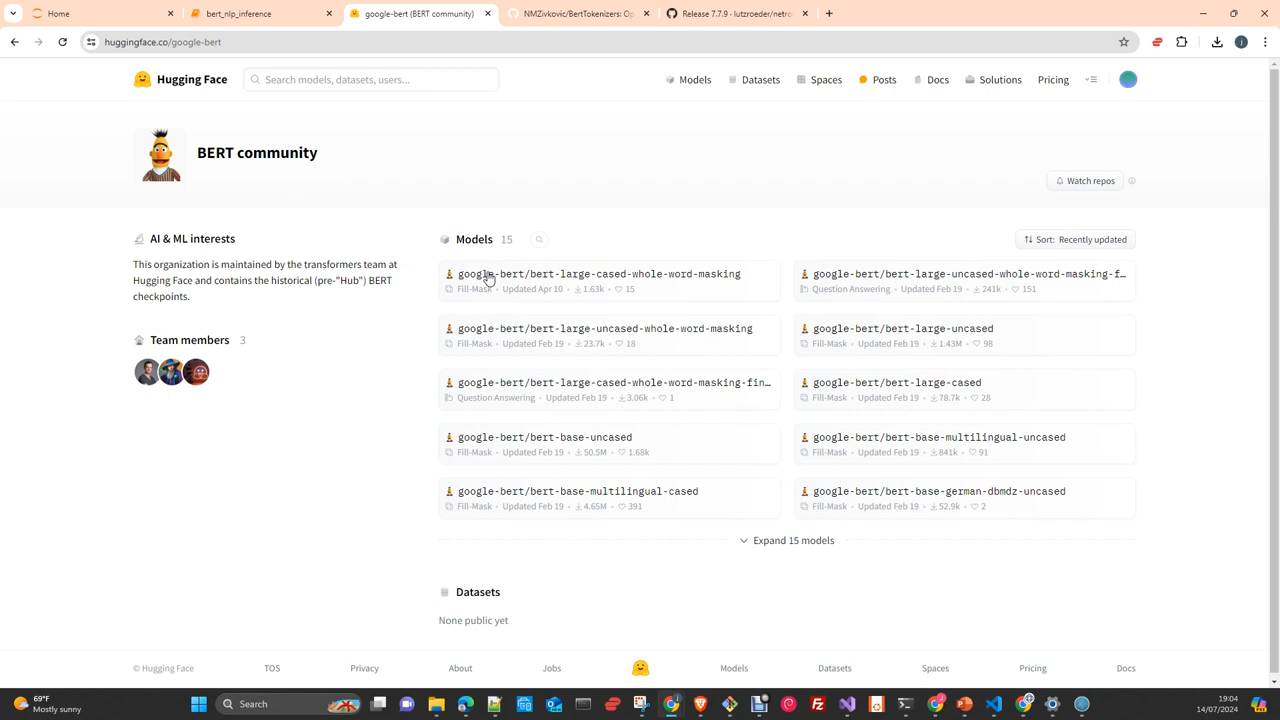 Home
bert_nlp_inference
google-bert (BERT community)
NMZivkovic/BertTokenizers: Op
Release 7.7.9 - lutzroeder/netro
huggingface.co/google-bert
Hugging Face
Search models, datasets, users...
Models
Datasets
Spaces
Posts
Docs
Solutions
Pricing
BERT community
Watch repos
AI & ML interests
This organization is maintained by the transformers team at
Hugging Face and contains the historical (pre-"Hub") BERT
checkpoints.
Team members 3
Models 15
Sort: Recently updated
google-bert/bert-large-cased-whole-word-masking
Fill-Mask • Updated Apr 10 • 1.63k • 15
google-bert/bert-large-uncased-whole-word-masking-f…
Question Answering • Updated Feb 19 • 241k • 151
google-bert/bert-large-uncased-whole-word-masking
Fill-Mask • Updated Feb 19 • 23.7k • 18
google-bert/bert-large-uncased
Fill-Mask • Updated Feb 19 • 1.43M • 98
google-bert/bert-large-cased-whole-word-masking-fin…
Question Answering • Updated Feb 19 • 3.06k • 1
google-bert/bert-large-cased
Fill-Mask • Updated Feb 19 • 78.7k • 28
google-bert/bert-base-uncased
Fill-Mask • Updated Feb 19 • 50.5M • 1.68k
google-bert/bert-base-multilingual-uncased
Fill-Mask • Updated Feb 19 • 841k • 91
google-bert/bert-base-multilingual-cased
Fill-Mask • Updated Feb 19 • 4.65M • 391
google-bert/bert-base-german-dbmdz-uncased
Fill-Mask • Updated Feb 19 • 52.9k • 2
Expand 15 models
Datasets
None public yet
© Hugging Face
TOS
Privacy
About
Jobs
Models
Datasets
Spaces
Pricing
Docs
69°F
Mostly sunny
Search
19:04
14/07/2024